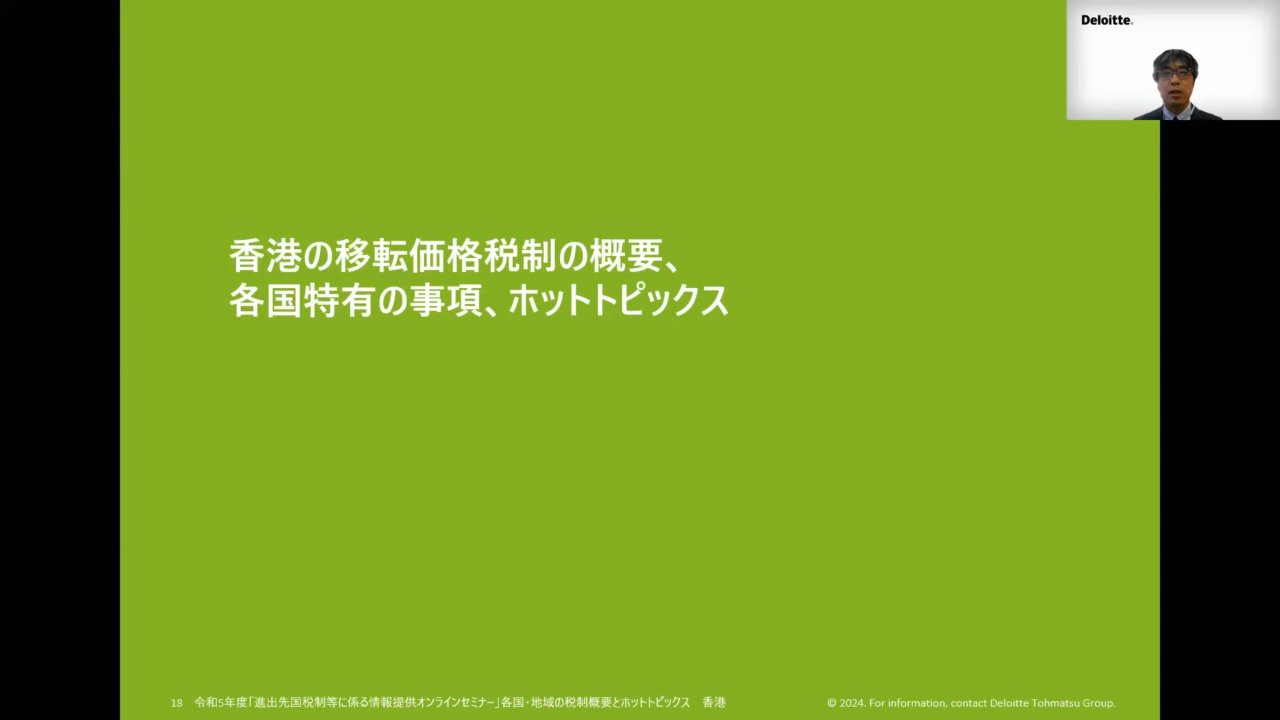 Deloitte.
香港の移転価格税制の概要、
各国特有の事項、ホットトピックス
18 令和5年度「進出先国税制等に係る情報提供オンラインセミナー」各国・地域の税制概要とホットトピックス 香港
© 2024. For information, contact Deloitte Tohmatsu Group.